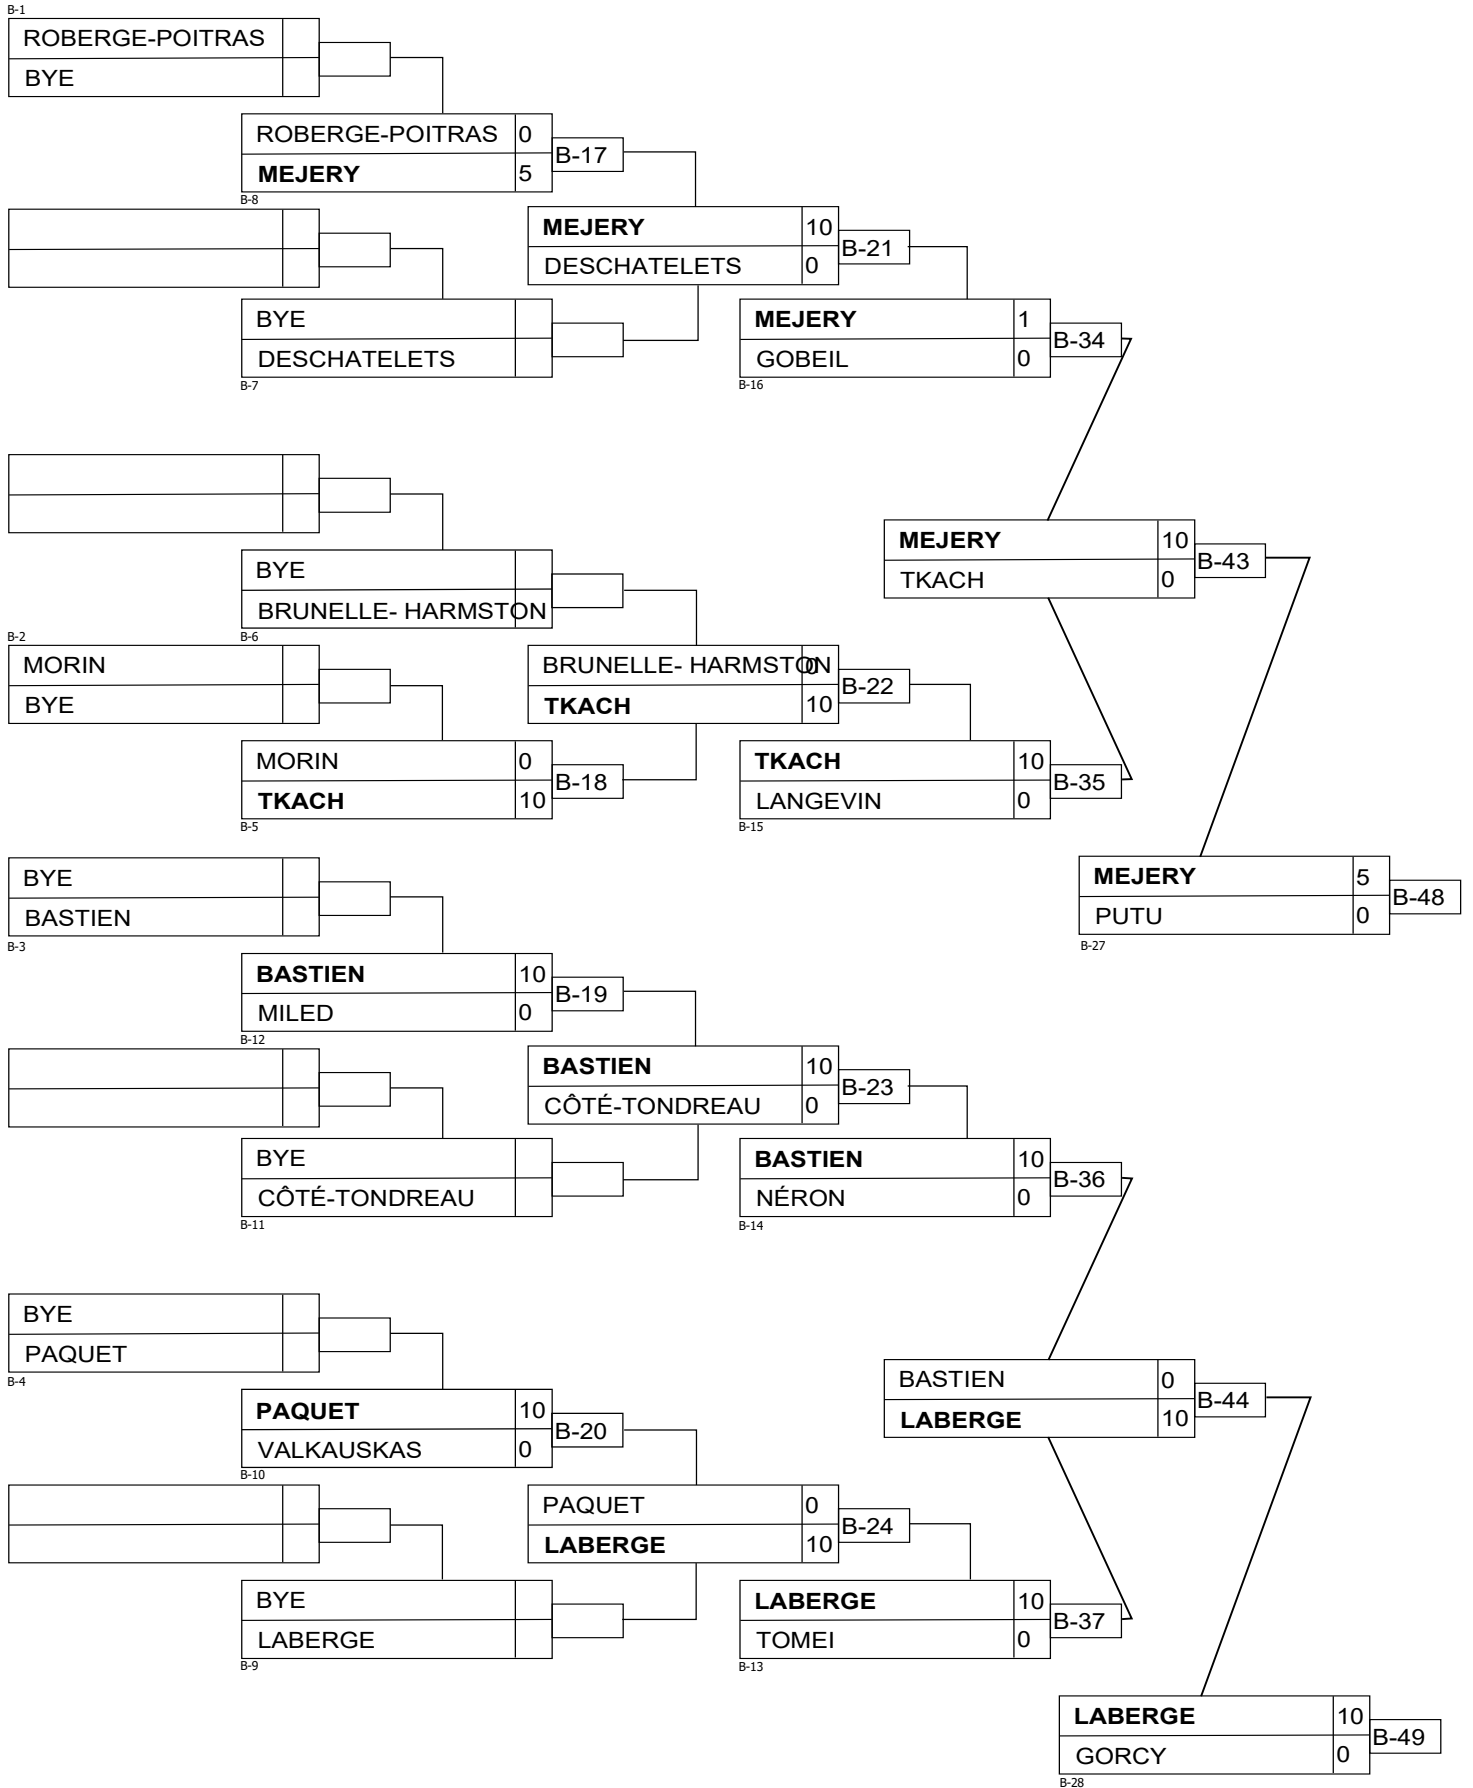 B-1
ROBERGE-POITRAS
BYE
ROBERGE-POITRAS 0
MEJERY 5
B-17
B-8
MEJERY 10
DESCHATELETS 0
B-21
BYE
DESCHATELETS
B-7
MEJERY 1
GOBEIL 0
B-34
B-16
MEJERY 10
TKACH 0
B-43
BYE
BRUNELLE- HARMSTON
B-6
B-2
MORIN
BYE
BRUNELLE- HARMSTON 0
TKACH 10
B-22
MORIN 0
TKACH 10
B-18
B-5
TKACH 10
LANGEVIN 0
B-35
B-15
MEJERY 5
PUTU 0
B-48
B-27
BYE
BASTIEN
B-3
BASTIEN 10
MILED 0
B-19
B-12
BASTIEN 10
CÔTÉ-TONDREAU 0
B-23
BYE
CÔTÉ-TONDREAU
B-11
BASTIEN 10
NÉRON 0
B-36
B-14
BYE
PAQUET
B-4
BASTIEN 0
LABERGE 10
B-44
PAQUET 10
VALKAUSKAS 0
B-20
B-10
PAQUET 0
LABERGE 10
B-24
BYE
LABERGE
B-9
LABERGE 10
TOMEI 0
B-37
B-13
LABERGE 10
GORCY 0
B-49
B-28